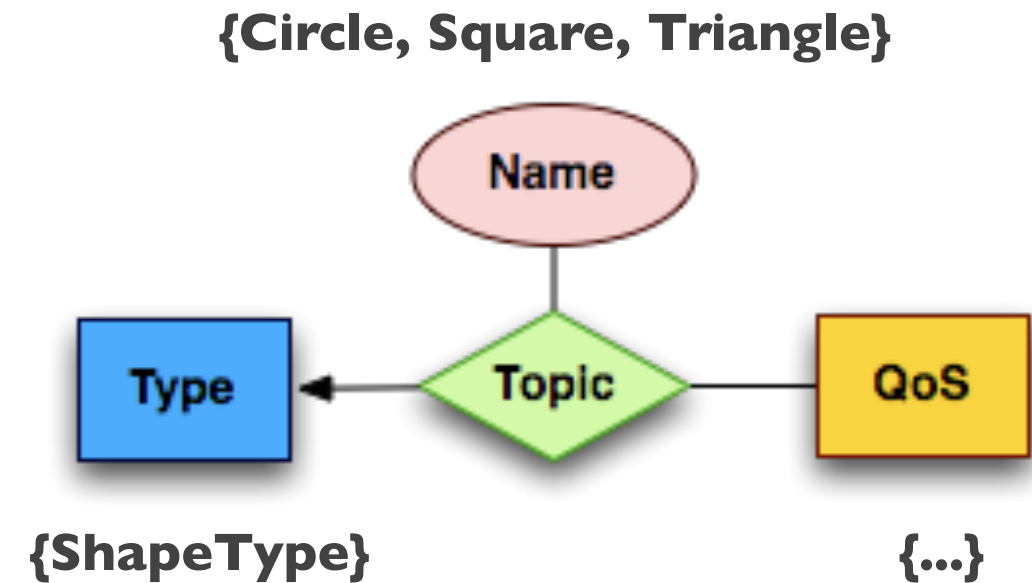 {Circle, Square, Triangle}
Name
Type
Topic
QoS
{ShapeType}
{...}